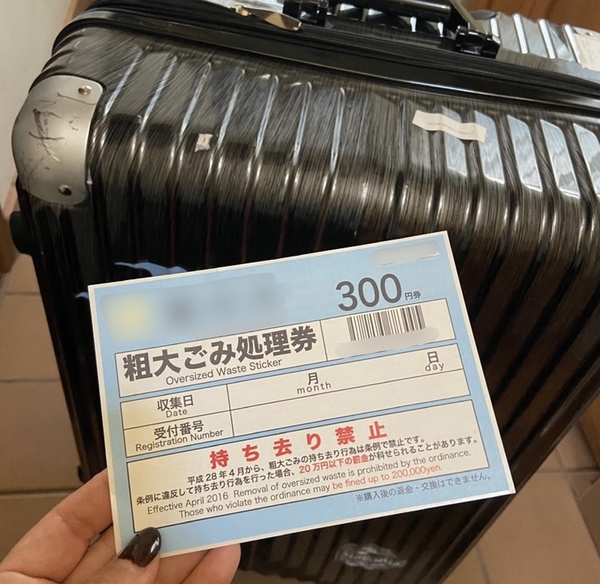 300円券
粗大ごみ処理券
Oversized Waste Sticker
収集日
Date
月
month
日
day
受付番号
Registration Number
持ち去り禁止
平成28年4月から、粗大ごみの持ち去り行為は条例で禁止です。
条例に違反して持ち去り行為を行った場合、20万円以下の罰金が科せられることがあります。
Effective April 2016 Removal of oversized waste is prohibited by the ordinance.
Those who violate the ordinance may be fined up to 200,000yen.
※購入後の返金・交換はできません。